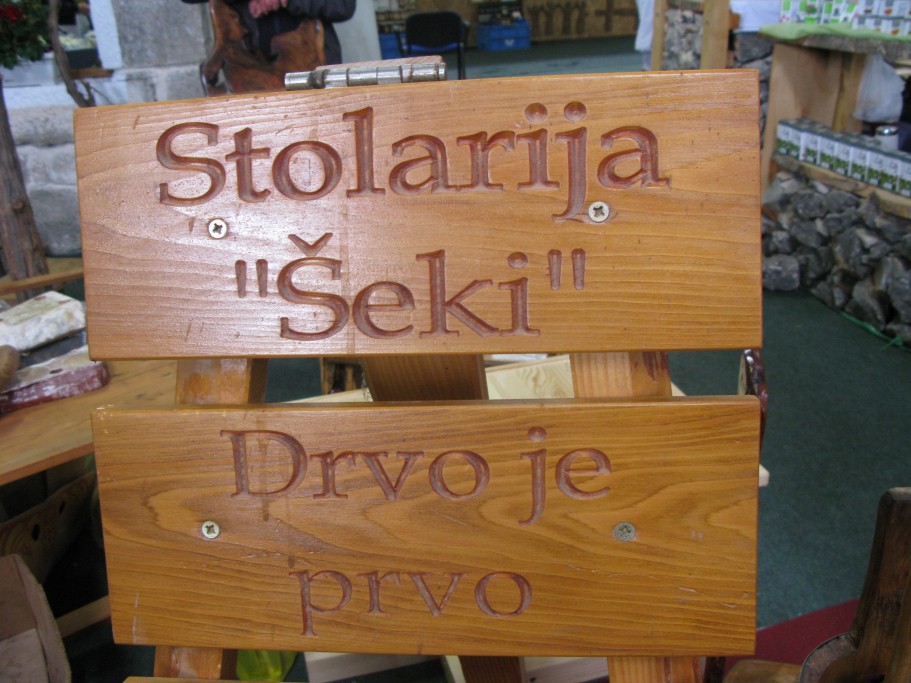 Stolarija
"Šeki"
Drvo je
prvo